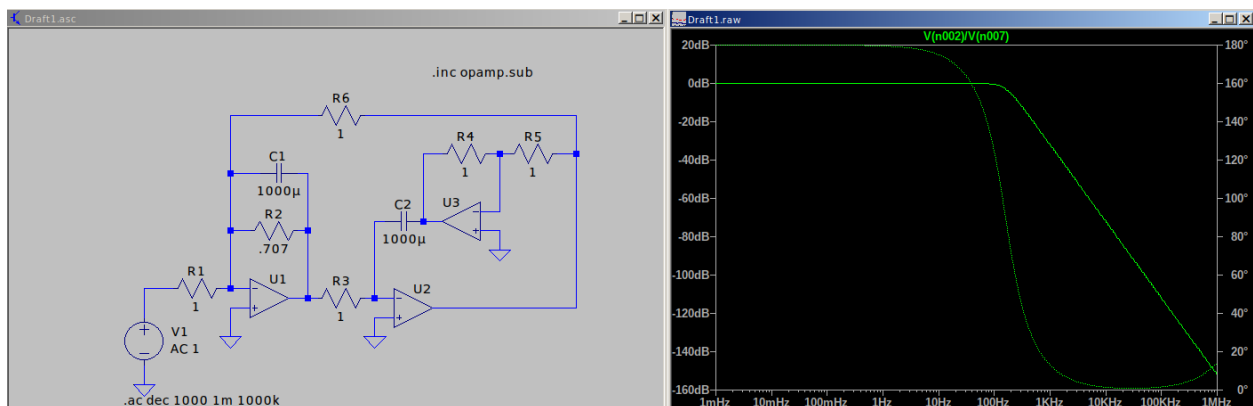 Draft1.asc
.inc opamp.sub
R6
1
R4
1
R5
1
C1
1000µ
R2
.707
C2
1000µ
U3
R1
1
U1
R3
1
U2
V1
AC 1
.ac dec 1000 1m 1000k
Draft1.raw
V(n002)/V(n007)
20dB
0dB
-20dB
-40dB
-60dB
-80dB
-100dB
-120dB
-140dB
-160dB
180°
160°
140°
120°
100°
80°
60°
40°
20°
0°
1mHz 10mHz 100mHz 1Hz 10Hz 100Hz 1KHz 10KHz 100KHz 1MHz